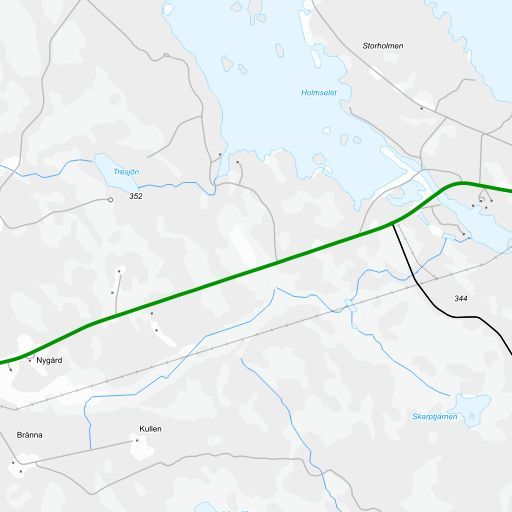 Storholmen
Holmselet
Tresjön
352
344
Nygård
Skarptjärnen
Kullen
Bränna